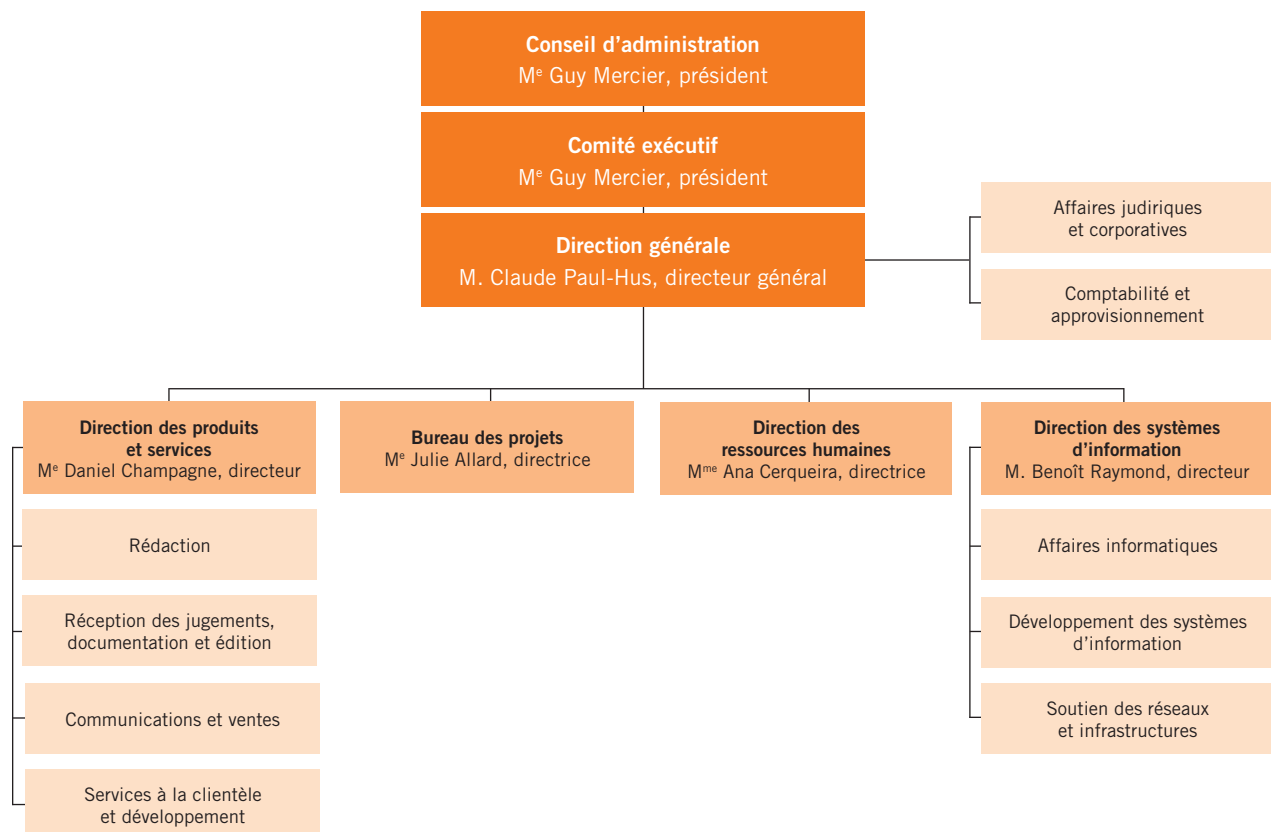 Conseil d'administration
Mᵉ Guy Mercier, président
Comité exécutif
Mᵉ Guy Mercier, président
Direction générale
M. Claude Paul-Hus, directeur général
Affaires judiriques
et corporatives
Comptabilité et
approvisionnement
Direction des produits
et services
Mᵉ Daniel Champagne, directeur
Rédaction
Réception des jugements,
documentation et édition
Communications et ventes
Services à la clientèle
et développement
Bureau des projets
Mᵉ Julie Allard, directrice
Direction des
ressources humaines
Mᵐᵉ Ana Cerqueira, directrice
Direction des systèmes
d'information
M. Benoît Raymond, directeur
Affaires informatiques
Développement des systèmes
d'information
Soutien des réseaux
et infrastructures